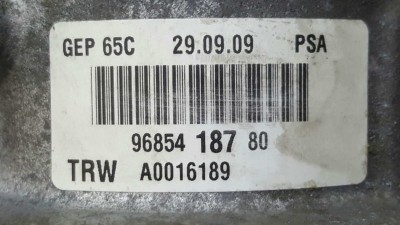 GEP 65C 29.09.09 PSA
96854 187 80
TRW A0016189